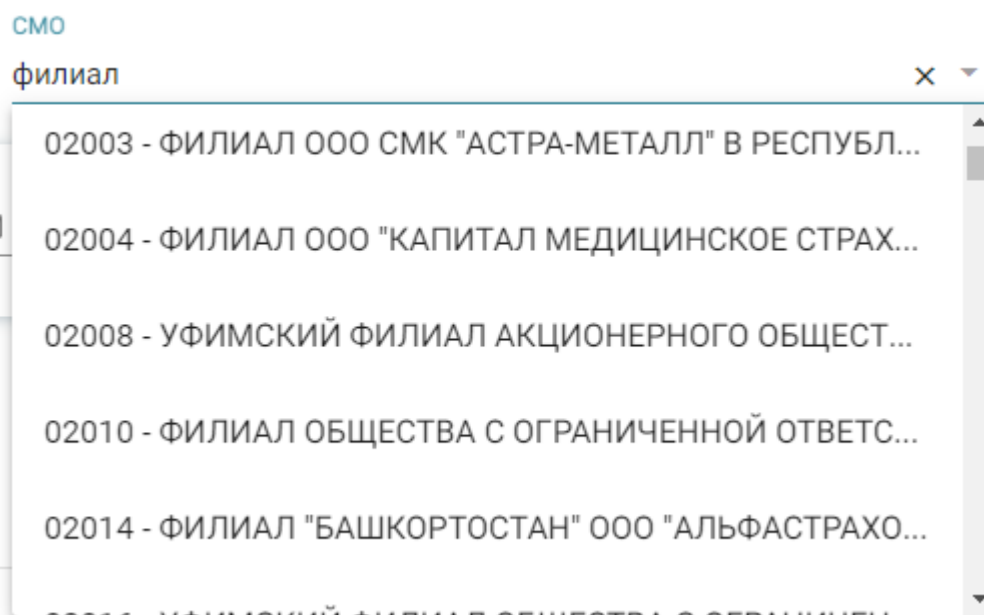 СМО
филиал
02003 - ФИЛИАЛ ООО СМК "АСТРА-МЕТАЛЛ" В РЕСПУБЛ...
02004 - ФИЛИАЛ ООО "КАПИТАЛ МЕДИЦИНСКОЕ СТРАХ...
02008 - УФИМСКИЙ ФИЛИАЛ АКЦИОНЕРНОГО ОБЩЕСТ...
02010 - ФИЛИАЛ ОБЩЕСТВА С ОГРАНИЧЕННОЙ ОТВЕТС...
02014 - ФИЛИАЛ "БАШКОРТОСТАН" ООО "АЛЬФАСТРАХО...